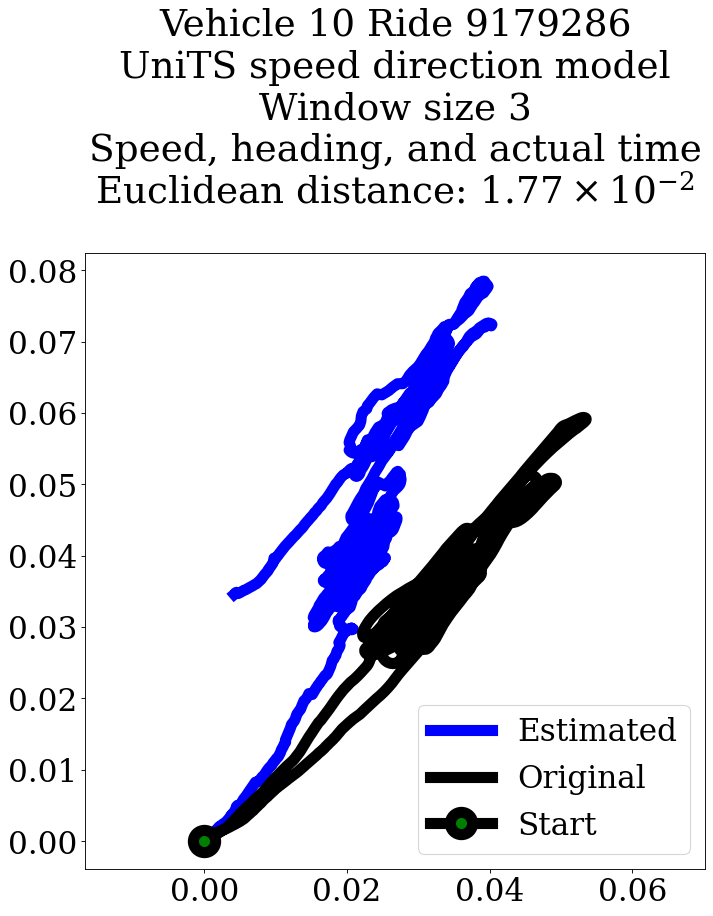 Vehicle 10 Ride 9179286
UniTS speed direction model
Window size 3
Speed, heading, and actual time
Euclidean distance: 1.77 × 10⁻²
0.08
0.07
0.06
0.05
0.04
0.03
0.02
0.01
0.00
Estimated
Original
Start
0.00 0.02 0.04 0.06